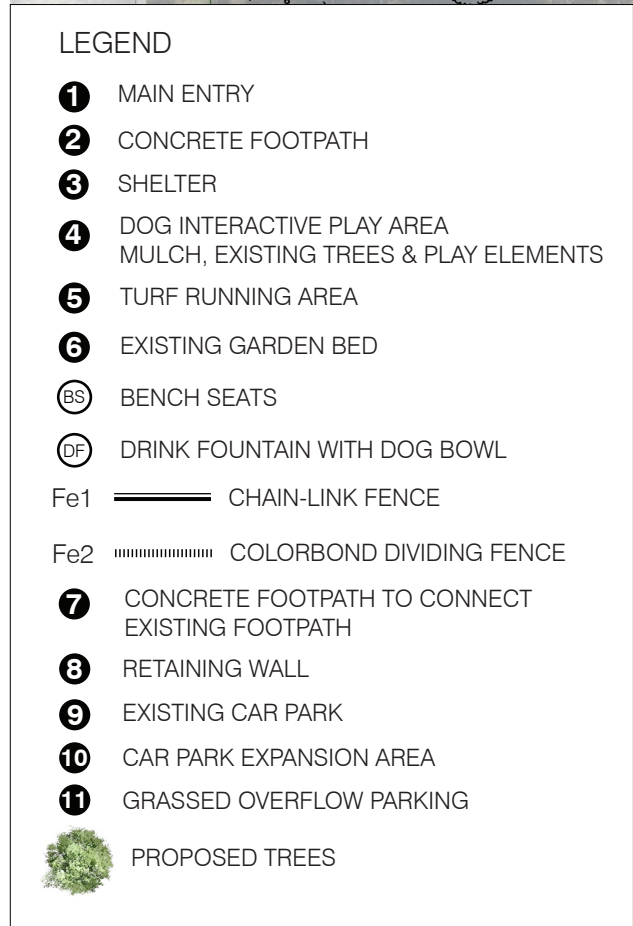 LEGEND
1 MAIN ENTRY
2 CONCRETE FOOTPATH
3 SHELTER
4 DOG INTERACTIVE PLAY AREA
MULCH, EXISTING TREES & PLAY ELEMENTS
5 TURF RUNNING AREA
6 EXISTING GARDEN BED
BS BENCH SEATS
DF DRINK FOUNTAIN WITH DOG BOWL
Fe1 CHAIN-LINK FENCE
Fe2 COLORBOND DIVIDING FENCE
7 CONCRETE FOOTPATH TO CONNECT
EXISTING FOOTPATH
8 RETAINING WALL
9 EXISTING CAR PARK
10 CAR PARK EXPANSION AREA
11 GRASSED OVERFLOW PARKING
PROPOSED TREES